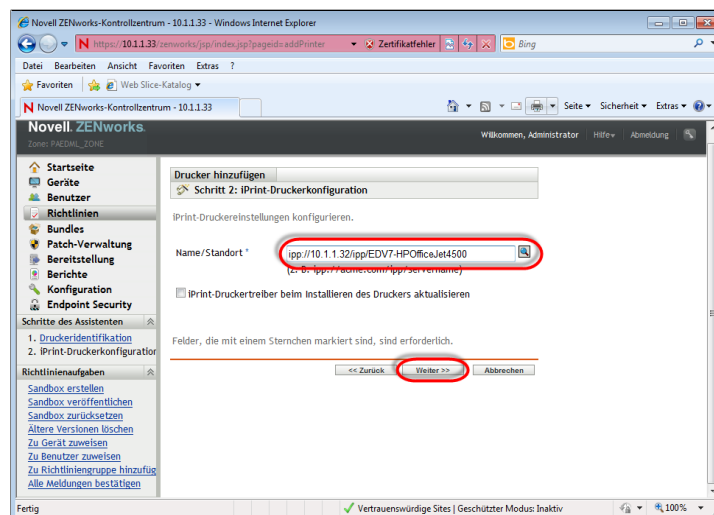 Novell ZENworks-Kontrollzentrum - 10.1.1.33 - Windows Internet Explorer
https://10.1.1.33/zenworks/jsp/index.jsp?pageid=addPrinter
Zertifikatfehler
Bing
Datei Bearbeiten Ansicht Favoriten Extras ?
Favoriten Web Slice-Katalog
Novell ZENworks-Kontrollzentrum - 10.1.1.33
Seite Sicherheit Extras
Novell. ZENworks.
Zone: PAEDML_ZONE
Willkommen, Administrator Hilfe Abmeldung
Startseite
Geräte
Benutzer
Richtlinien
Bundles
Patch-Verwaltung
Bereitstellung
Berichte
Konfiguration
Endpoint Security
Schritte des Assistenten
1. Druckeridentifikation
2. iPrint-Druckerkonfiguration
Richtlinienaufgaben
Sandbox erstellen
Sandbox veröffentlichen
Sandbox zurücksetzen
Ältere Versionen löschen
Zu Gerät zuweisen
Zu Benutzer zuweisen
Zu Richtliniengruppe hinzufüg
Alle Meldungen bestätigen
Drucker hinzufügen
Schritt 2: iPrint-Druckerkonfiguration
iPrint-Druckereinstellungen konfigurieren.
Name/Standort *
ipp://10.1.1.32/ipp/EDV7-HPOfficeJet4500
(z. B. ipp://acme.com/ipp/servername)
iPrint-Druckertreiber beim Installieren des Druckers aktualisieren
Felder, die mit einem Sternchen markiert sind, sind erforderlich.
<< Zurück
Weiter >>
Abbrechen
Fertig
Vertrauenswürdige Sites | Geschützter Modus: Inaktiv
100%